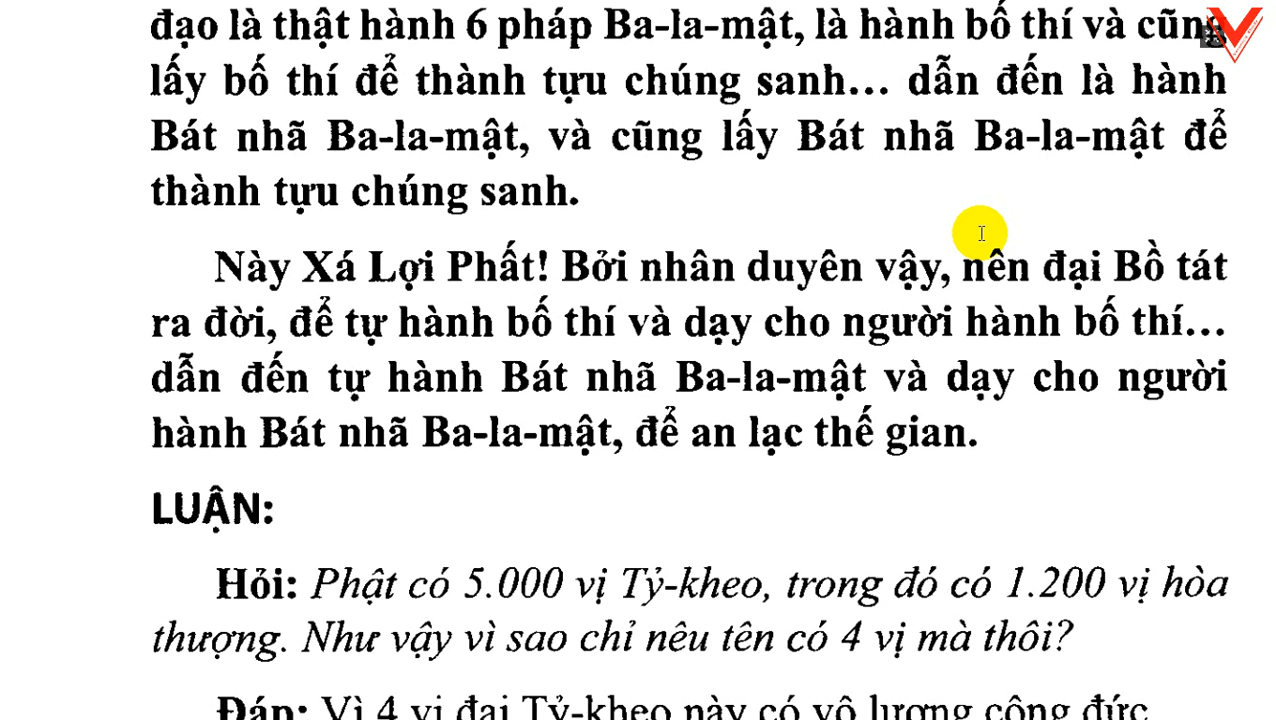 đạo là thật hành 6 pháp Ba-la-mật, là hành bố thí và cũng
lấy bố thí để thành tựu chúng sanh... dẫn đến là hành
Bát nhã Ba-la-mật, và cũng lấy Bát nhã Ba-la-mật để
thành tựu chúng sanh.
Này Xá Lợi Phất! Bởi nhân duyên vậy, nên đại Bồ tát
ra đời, để tự hành bố thí và dạy cho người hành bố thí...
dẫn đến tự hành Bát nhã Ba-la-mật và dạy cho người
hành Bát nhã Ba-la-mật, để an lạc thế gian.
LUẬN:
Hỏi: Phật có 5.000 vị Tỷ-kheo, trong đó có 1.200 vị hòa
thượng. Như vậy vì sao chỉ nêu tên có 4 vị mà thôi?
Đáp: Vì 4 vị đại Tỷ-kheo này có vô lượng công đức